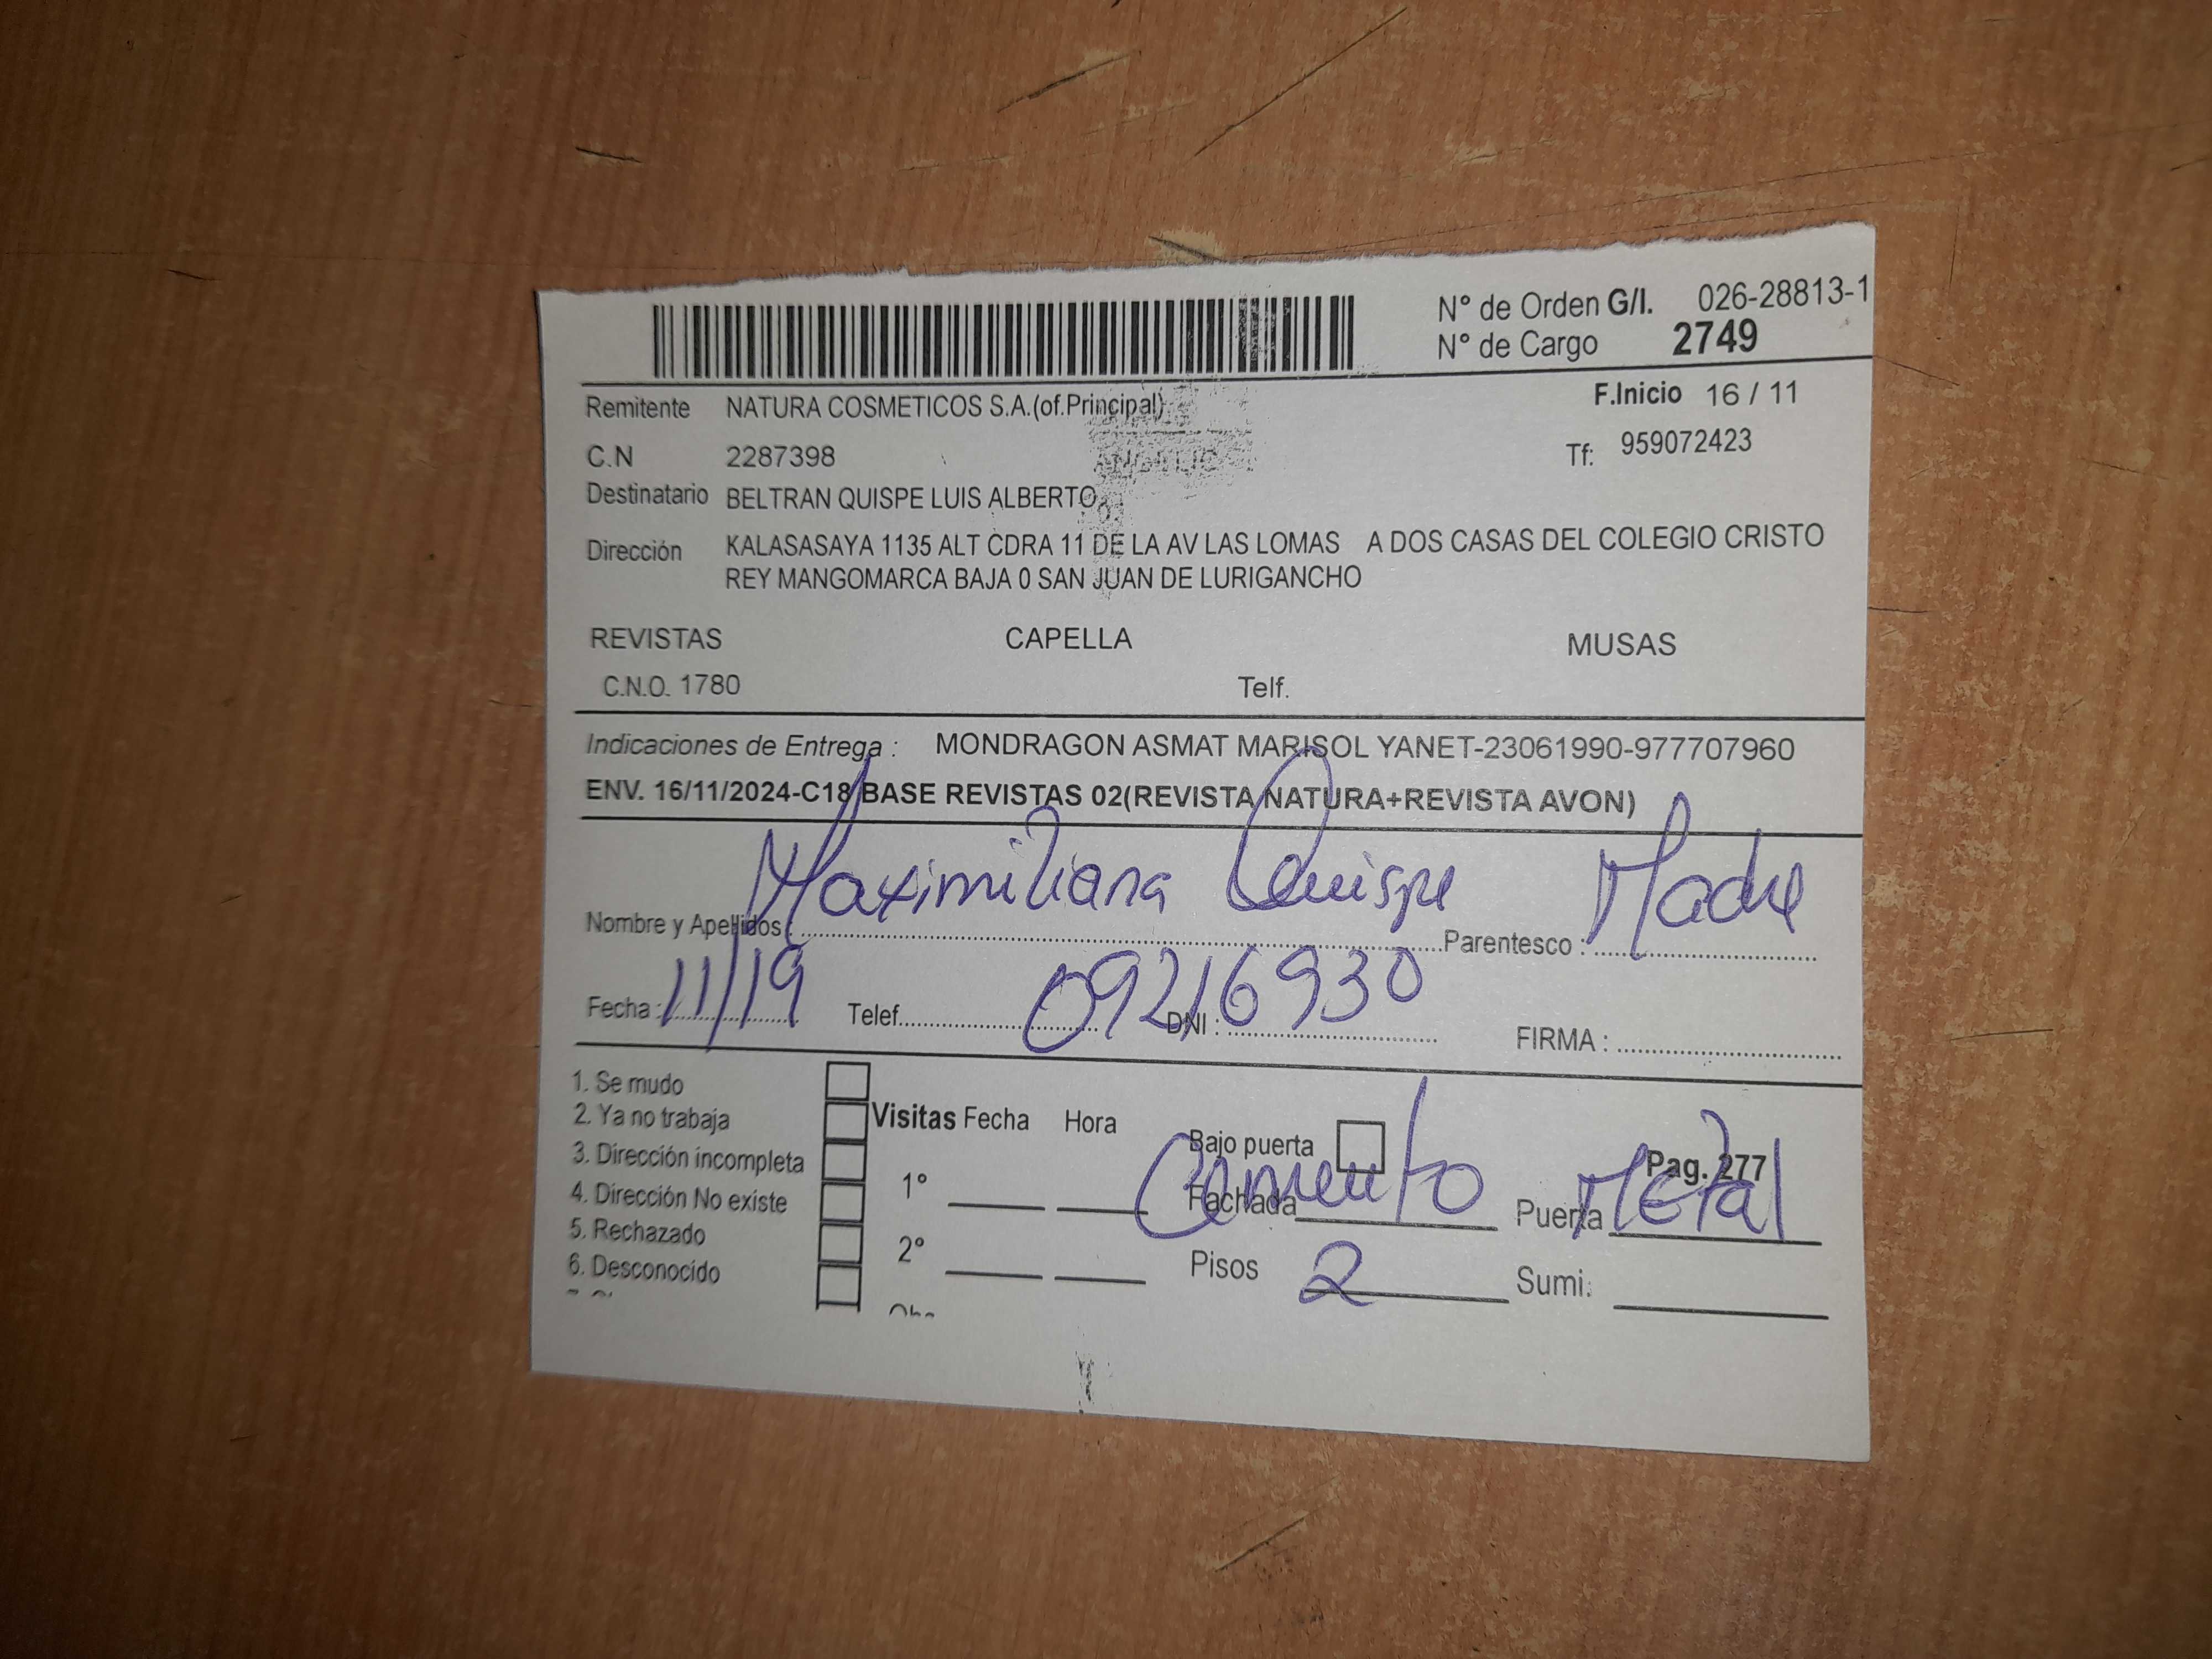 N° de Orden G/I. 026-28813-1
N° de Cargo 2749
Remitente NATURA COSMETICOS S.A.(of.Principal) F.Inicio 16 / 11
C.N 2287398 Tf: 959072423
Destinatario BELTRAN QUISPE LUIS ALBERTO
Dirección KALASASAYA 1135 ALT CDRA 11 DE LA AV LAS LOMAS A DOS CASAS DEL COLEGIO CRISTO
REY MANGOMARCA BAJA 0 SAN JUAN DE LURIGANCHO
REVISTAS CAPELLA MUSAS
C.N.O. 1780 Telf.
Indicaciones de Entrega : MONDRAGON ASMAT MARISOL YANET-23061990-977707960
ENV. 16/11/2024-C18 BASE REVISTAS 02(REVISTA NATURA+REVISTA AVON)
Nombre y Apellidos : Maximiliana Quispe Parentesco : Madre
Fecha : 11/19 Telef. DNI : 09216930 FIRMA :
1. Se mudo
2. Ya no trabaja Visitas Fecha Hora Bajo puerta
3. Dirección incompleta Pag. 277
4. Dirección No existe 1° Fachada Cemento Puerta Metal
5. Rechazado
6. Desconocido 2° Pisos 2 Sumi: